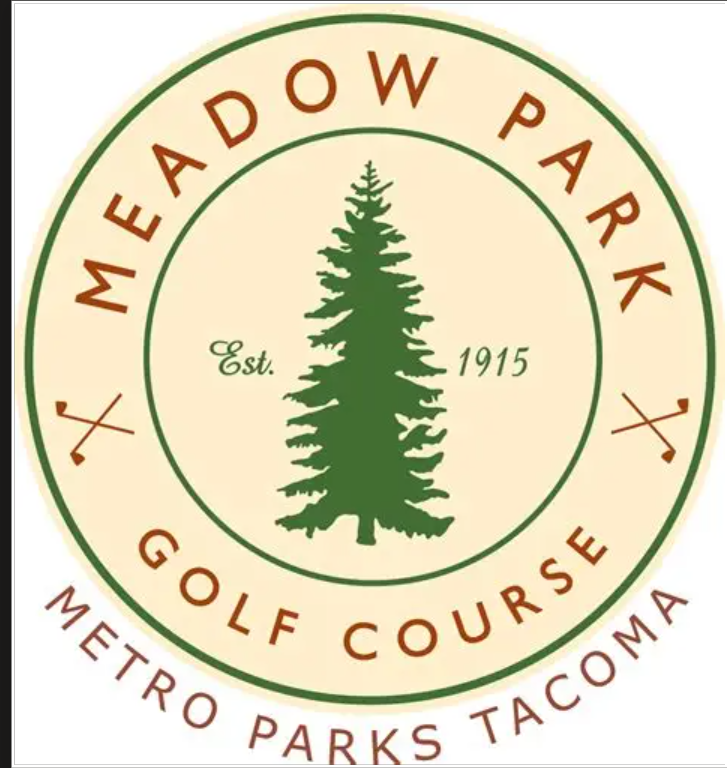 MEADOW PARK
Est. 1915
GOLF COURSE
METRO PARKS TACOMA